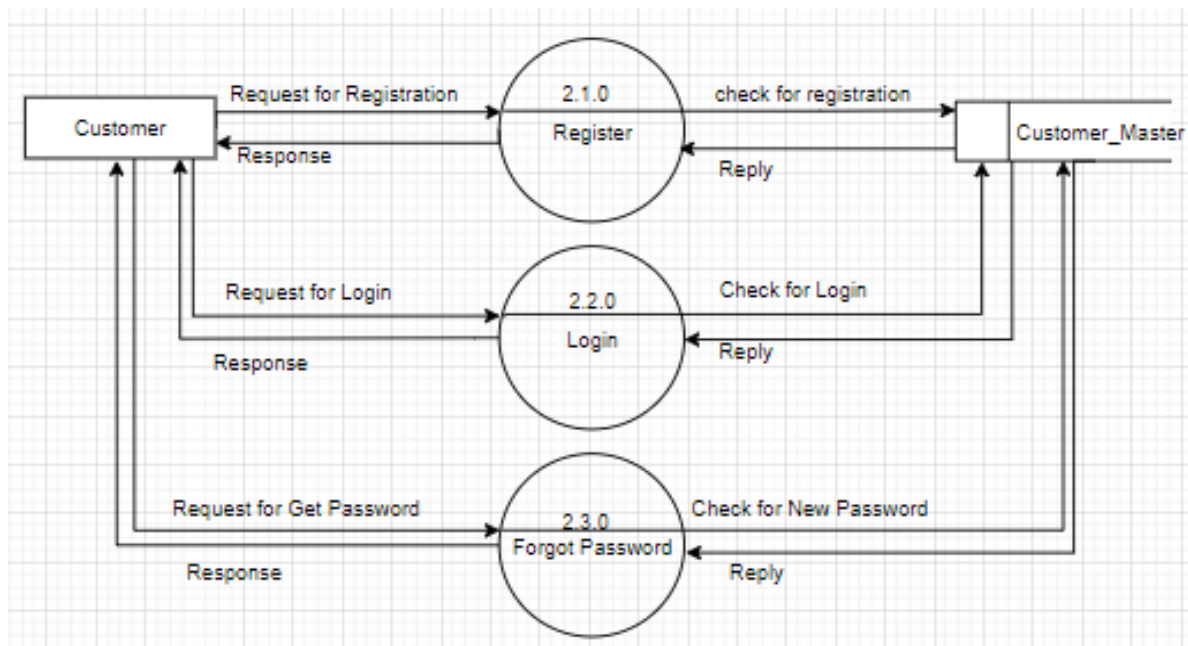 Request for Registration
2.1.0
check for registration
Customer
Register
Customer_Master
Response
Reply
Request for Login
2.2.0
Check for Login
Login
Response
Reply
Request for Get Password
2.3.0
Check for New Password
Forgot Password
Response
Reply